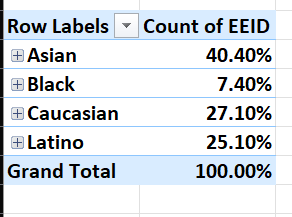 Row Labels Count of EEID
Asian 40.40%
Black 7.40%
Caucasian 27.10%
Latino 25.10%
Grand Total 100.00%